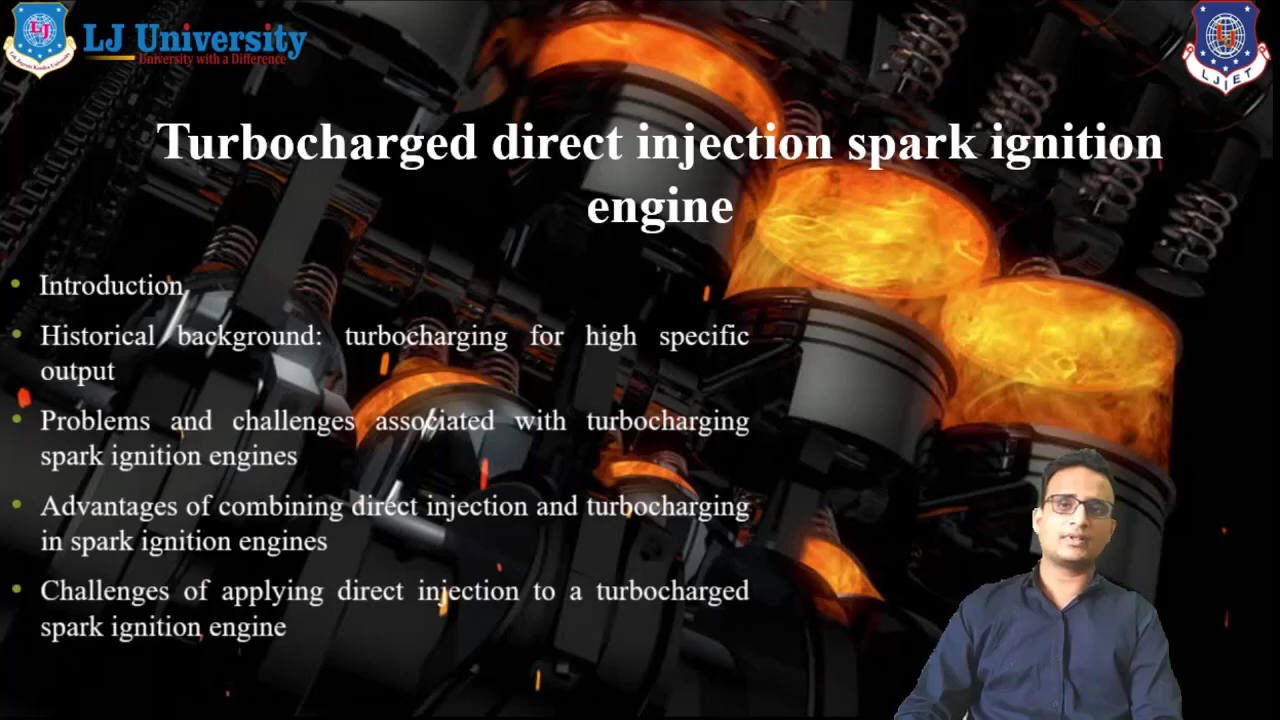 LJ University
University with a Difference
LJIET
Turbocharged direct injection spark ignition
engine
Introduction
Historical background: turbocharging for high specific
output
Problems and challenges associated with turbocharging
spark ignition engines
Advantages of combining direct injection and turbocharging
in spark ignition engines
Challenges of applying direct injection to a turbocharged
spark ignition engine